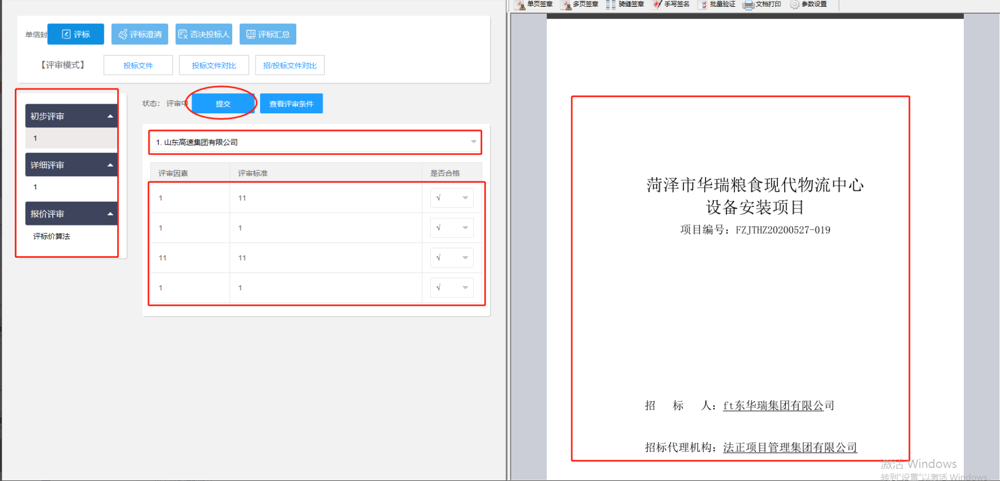 单页签章 多页签章 骑缝签章 手写签名 批量验证 文档打印 参数设置
单信封 评标 评标澄清 否决投标人 评标汇总
【评审模式】 投标文件 投标文件对比 招/投标文件对比
初步评审
1
详细评审
1
报价评审
评标价算法
状态： 评审中 提交 查看评审条件
1. 山东高速集团有限公司
评审因素 评审标准 是否合格
1 11 √
1 1 √
11 11 √
1 1 √
菏泽市华瑞粮食现代物流中心
设备安装项目
项目编号：FZJTHZ20200527-019
招 标 人：ft东华瑞集团有限公司
招标代理机构：法正项目管理集团有限公司
激活 Windows
转到"设置"以激活 Windows。